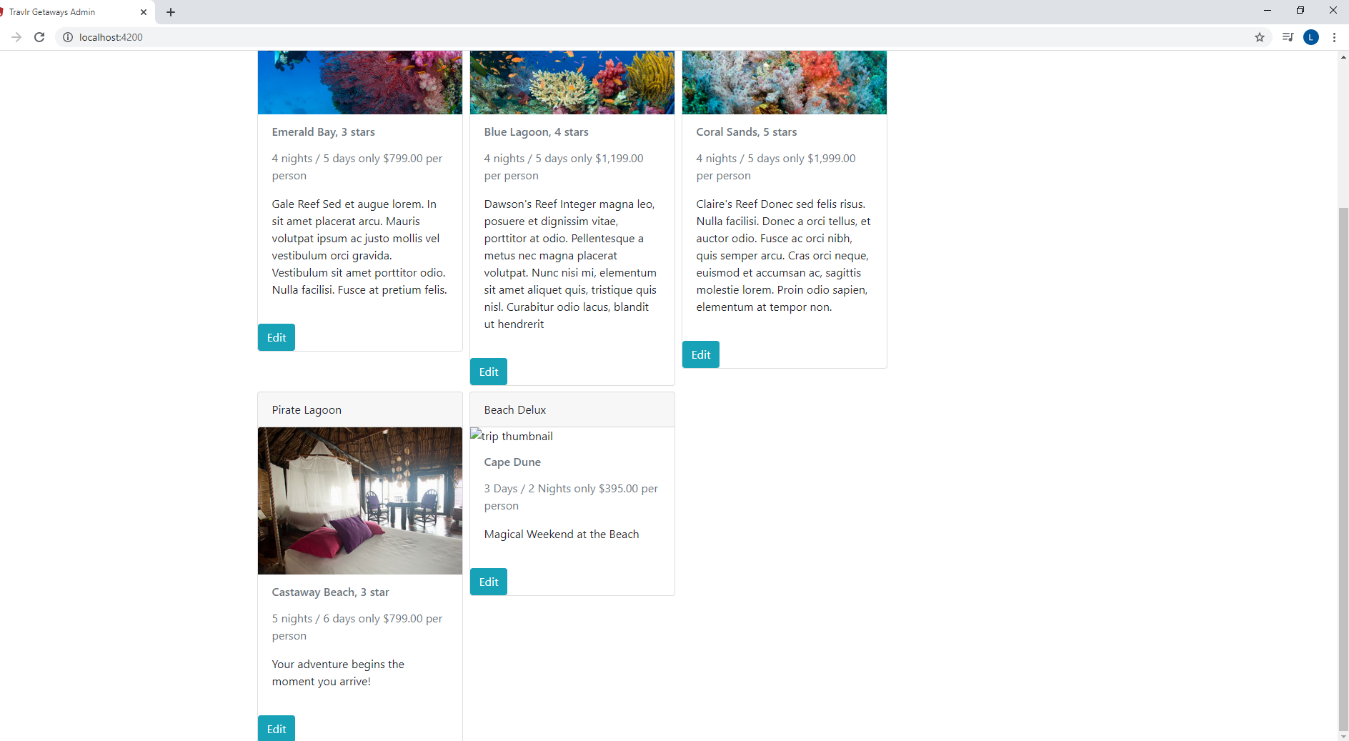 Travlr Getaways Admin
localhost:4200
L
Emerald Bay, 3 stars
4 nights / 5 days only $799.00 per
person
Gale Reef Sed et augue lorem. In
sit amet placerat arcu. Mauris
volutpat ipsum ac justo mollis vel
vestibulum orci gravida.
Vestibulum sit amet porttitor odio.
Nulla facilisi. Fusce at pretium felis.
Edit
Blue Lagoon, 4 stars
4 nights / 5 days only $1,199.00
per person
Dawson's Reef Integer magna leo,
posuere et dignissim vitae,
porttitor at odio. Pellentesque a
metus nec magna placerat
volutpat. Nunc nisi mi, elementum
sit amet aliquet quis, tristique quis
nisl. Curabitur odio lacus, blandit
ut hendrerit
Edit
Coral Sands, 5 stars
4 nights / 5 days only $1,999.00
per person
Claire's Reef Donec sed felis risus.
Nulla facilisi. Donec a orci tellus, et
auctor odio. Fusce ac orci nibh,
quis semper arcu. Cras orci neque,
euismod et accumsan ac, sagittis
molestie lorem. Proin odio sapien,
elementum at tempor non.
Edit
Pirate Lagoon
Castaway Beach, 3 star
5 nights / 6 days only $799.00 per
person
Your adventure begins the
moment you arrive!
Edit
Beach Delux
trip thumbnail
Cape Dune
3 Days / 2 Nights only $395.00 per
person
Magical Weekend at the Beach
Edit